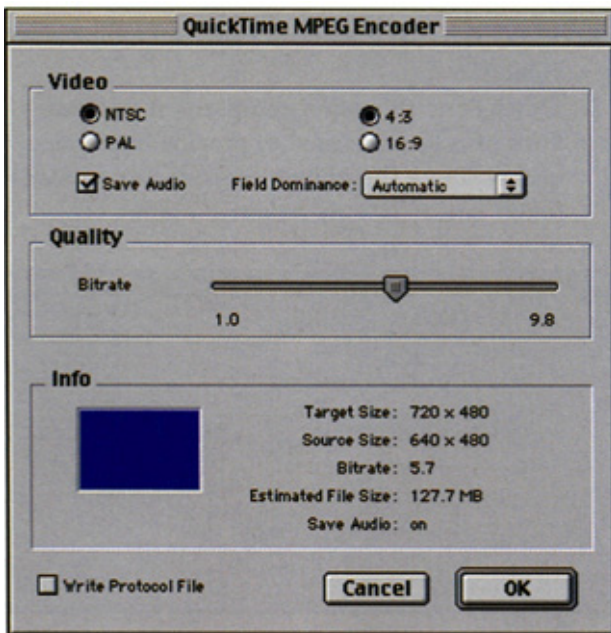 QuickTime MPEG Encoder
Video
NTSC
4:3
PAL
16:9
Save Audio
Field Dominance: Automatic
Quality
Bitrate
1.0
9.8
Info
Target Size: 720 x 480
Source Size: 640 x 480
Bitrate: 5.7
Estimated File Size: 127.7 MB
Save Audio: on
Write Protocol File
Cancel
OK